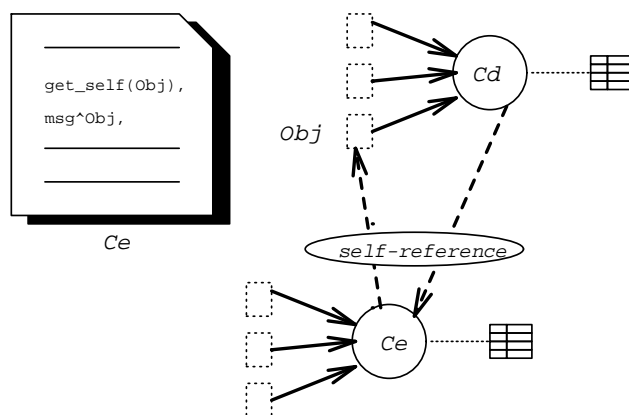 get_self(Obj),
msg^Obj,
Ce
Cd
Obj
self-reference
Ce